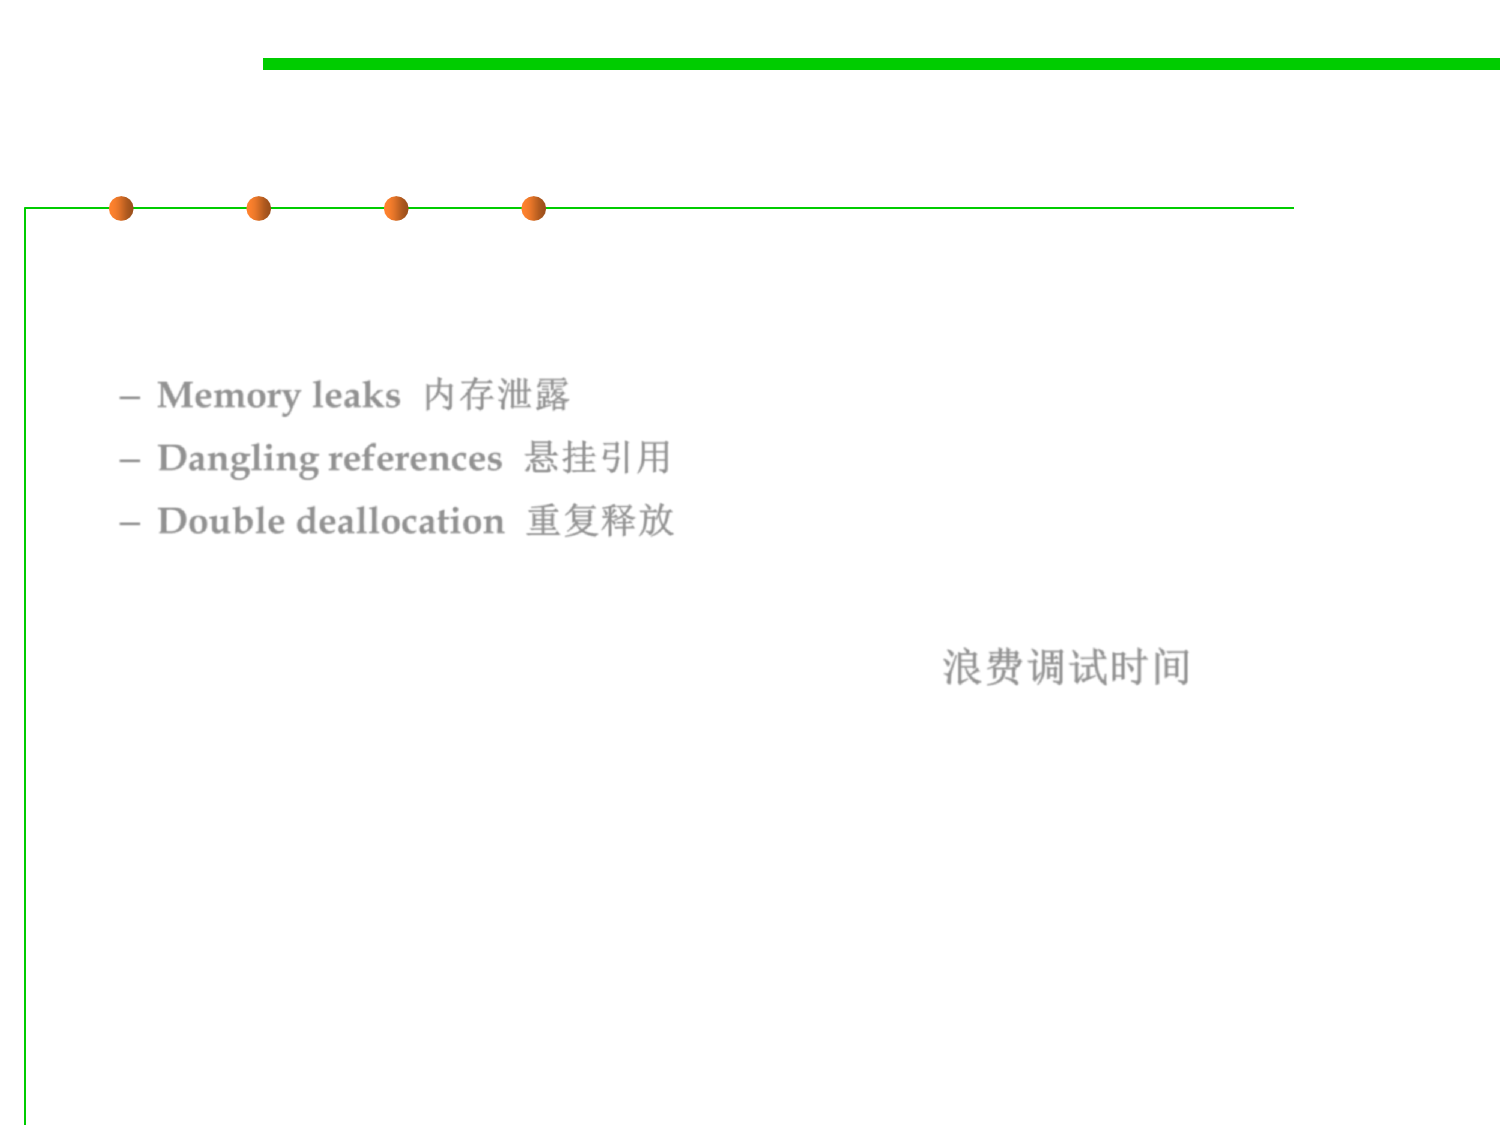 – Memory leaks 内存泄露
– Dangling references 悬挂引用
– Double deallocation 重复释放
浪费调试时间